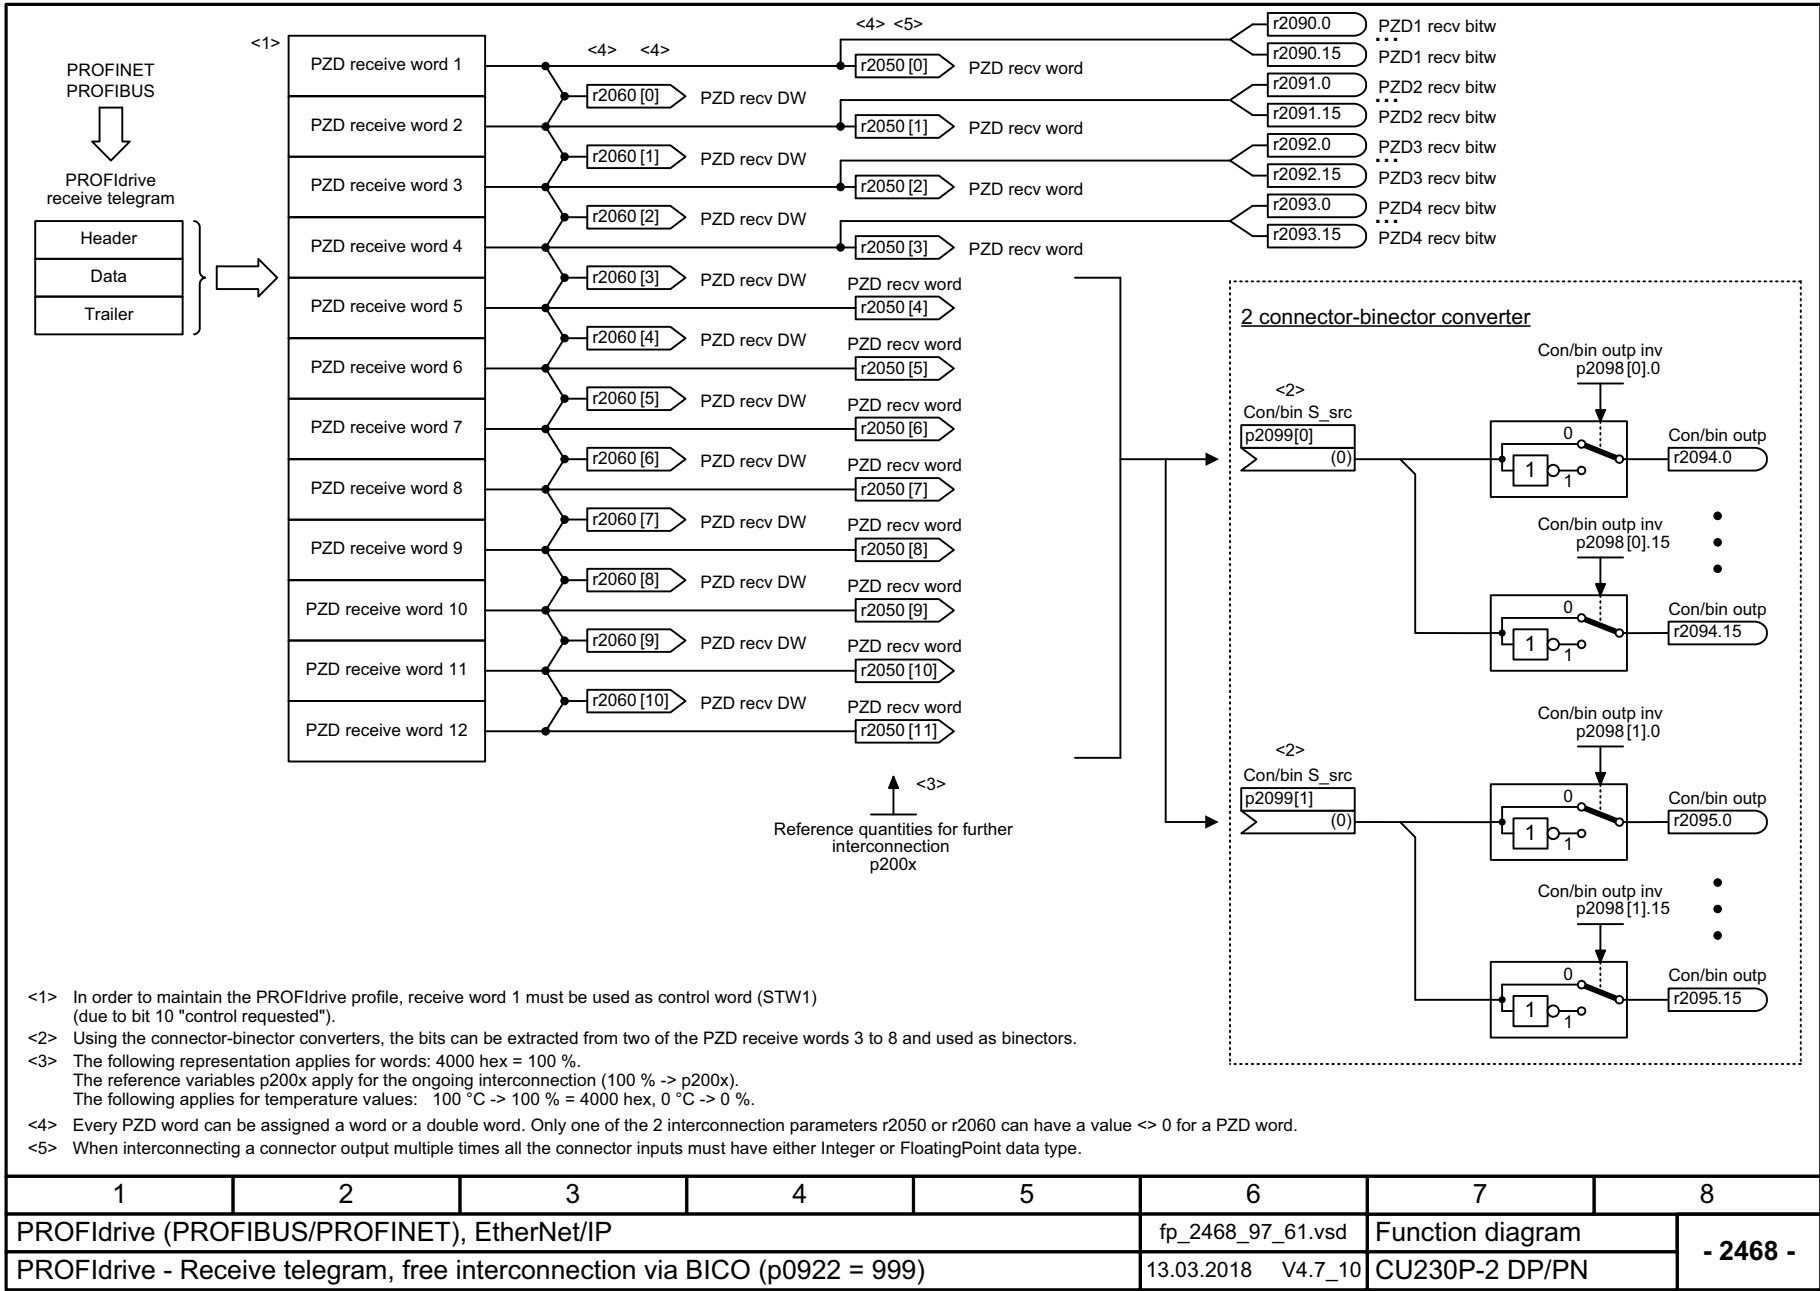 PROFINET
PROFIBUS
PROFIdrive
receive telegram
Header
Data
Trailer
<1>
PZD receive word 1
PZD receive word 2
PZD receive word 3
PZD receive word 4
PZD receive word 5
PZD receive word 6
PZD receive word 7
PZD receive word 8
PZD receive word 9
PZD receive word 10
PZD receive word 11
PZD receive word 12
<4> <4>
r2060 [0] PZD recv DW
r2060 [1] PZD recv DW
r2060 [2] PZD recv DW
r2060 [3] PZD recv DW
r2060 [4] PZD recv DW
r2060 [5] PZD recv DW
r2060 [6] PZD recv DW
r2060 [7] PZD recv DW
r2060 [8] PZD recv DW
r2060 [9] PZD recv DW
r2060 [10] PZD recv DW
<4> <5>
r2050 [0] PZD recv word
r2050 [1] PZD recv word
r2050 [2] PZD recv word
r2050 [3] PZD recv word
PZD recv word
r2050 [4]
PZD recv word
r2050 [5]
PZD recv word
r2050 [6]
PZD recv word
r2050 [7]
PZD recv word
r2050 [8]
PZD recv word
r2050 [9]
PZD recv word
r2050 [10]
PZD recv word
r2050 [11]
<3>
Reference quantities for further
interconnection
p200x
r2090.0 PZD1 recv bitw
...
r2090.15 PZD1 recv bitw
r2091.0 PZD2 recv bitw
...
r2091.15 PZD2 recv bitw
r2092.0 PZD3 recv bitw
...
r2092.15 PZD3 recv bitw
r2093.0 PZD4 recv bitw
...
r2093.15 PZD4 recv bitw
2 connector-binector converter
<2>
Con/bin S_src
p2099[0]
(0)
Con/bin outp inv
p2098 [0].0
0
1
1
Con/bin outp
r2094.0
Con/bin outp inv
p2098 [0].15
0
1
1
Con/bin outp
r2094.15
<2>
Con/bin S_src
p2099[1]
(0)
Con/bin outp inv
p2098 [1].0
0
1
1
Con/bin outp
r2095.0
Con/bin outp inv
p2098 [1].15
0
1
1
Con/bin outp
r2095.15
<1> In order to maintain the PROFIdrive profile, receive word 1 must be used as control word (STW1)
(due to bit 10 "control requested").
<2> Using the connector-binector converters, the bits can be extracted from two of the PZD receive words 3 to 8 and used as binectors.
<3> The following representation applies for words: 4000 hex = 100 %.
The reference variables p200x apply for the ongoing interconnection (100 % -> p200x).
The following applies for temperature values: 100 °C -> 100 % = 4000 hex, 0 °C -> 0 %.
<4> Every PZD word can be assigned a word or a double word. Only one of the 2 interconnection parameters r2050 or r2060 can have a value <> 0 for a PZD word.
<5> When interconnecting a connector output multiple times all the connector inputs must have either Integer or FloatingPoint data type.
1 2 3 4 5 6 7 8
PROFIdrive (PROFIBUS/PROFINET), EtherNet/IP fp_2468_97_61.vsd Function diagram
- 2468 -
PROFIdrive - Receive telegram, free interconnection via BICO (p0922 = 999) 13.03.2018 V4.7_10 CU230P-2 DP/PN